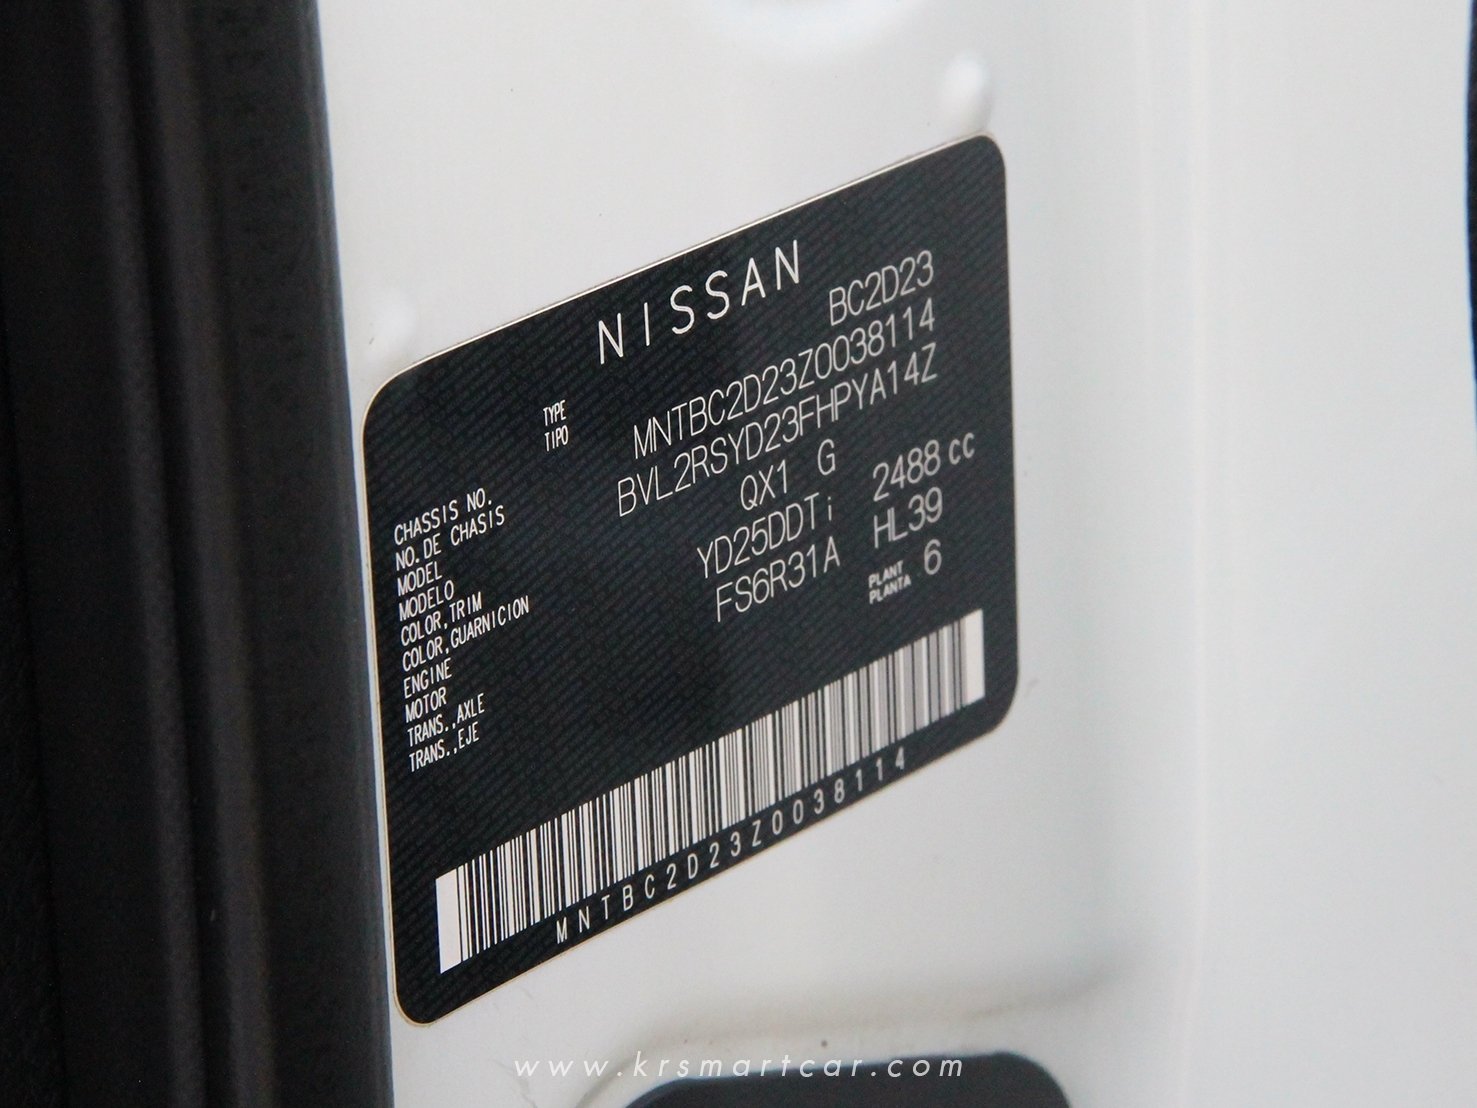 NISSAN
TYPE BC2D23
TIPO
CHASSIS NO. MNTBC2D23Z0038114
NO. DE CHASIS
MODEL BVL2RSYD23FHPYA14Z
MODELO
COLOR,TRIM QX1 G
COLOR,GUARNICION
ENGINE YD25DDTi 2488 cc
MOTOR
TRANS.,AXLE FS6R31A HL39
TRANS.,EJE
PLANT 6
PLANTA
MNTBC2D23Z0038114
www.krsmartcar.com